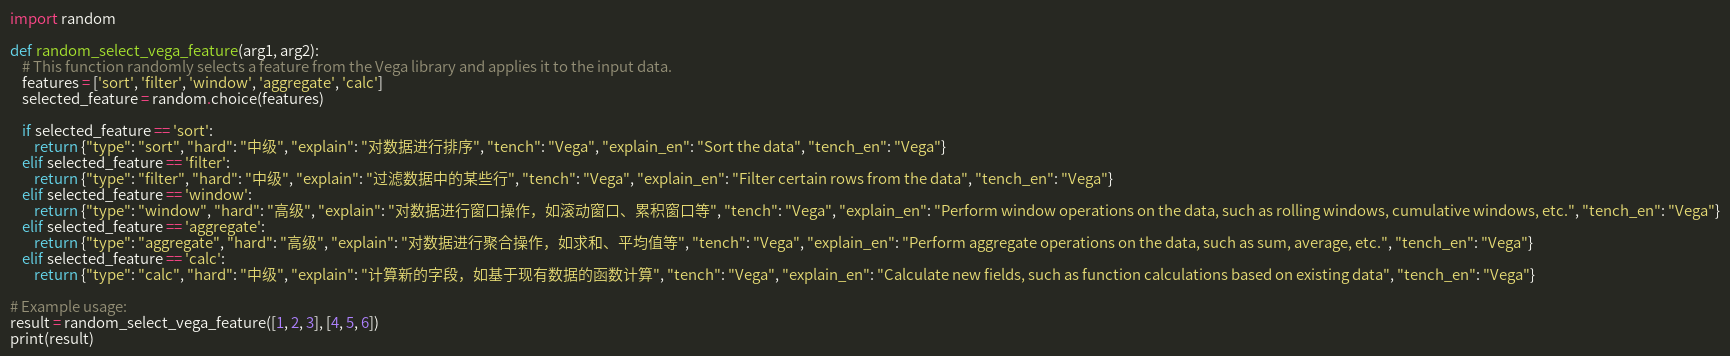 import random
def random_select_vega_feature(arg1, arg2):
# This function randomly selects a feature from the Vega library and applies it to the input data.
features = ['sort', 'filter', 'window', 'aggregate', 'calc']
selected_feature = random.choice(features)
if selected_feature == 'sort':
return {"type": "sort", "hard": "中级", "explain": "对数据进行排序", "tench": "Vega", "explain_en": "Sort the data", "tench_en": "Vega"}
elif selected_feature == 'filter':
return {"type": "filter", "hard": "中级", "explain": "过滤数据中的某些行", "tench": "Vega", "explain_en": "Filter certain rows from the data", "tench_en": "Vega"}
elif selected_feature == 'window':
return {"type": "window", "hard": "高级", "explain": "对数据进行窗口操作，如滚动窗口、累积窗口等", "tench": "Vega", "explain_en": "Perform window operations on the data, such as rolling windows, cumulative windows, etc.", "tench_en": "Vega"}
elif selected_feature == 'aggregate':
return {"type": "aggregate", "hard": "高级", "explain": "对数据进行聚合操作，如求和、平均值等", "tench": "Vega", "explain_en": "Perform aggregate operations on the data, such as sum, average, etc.", "tench_en": "Vega"}
elif selected_feature == 'calc':
return {"type": "calc", "hard": "中级", "explain": "计算新的字段，如基于现有数据的函数计算", "tench": "Vega", "explain_en": "Calculate new fields, such as function calculations based on existing data", "tench_en": "Vega"}
# Example usage:
result = random_select_vega_feature([1, 2, 3], [4, 5, 6])
print(result)